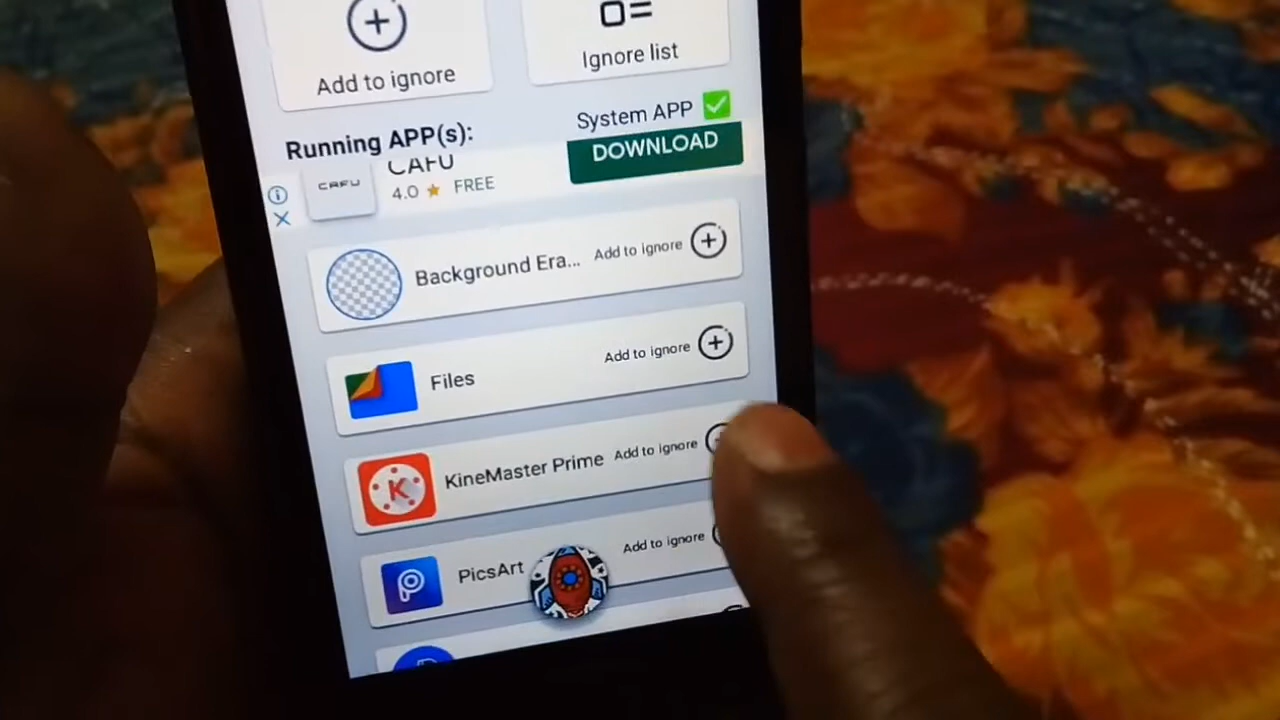 Add to ignore
Ignore list
Running APP(s):
System APP
CAFU
CAFU
4.0 FREE
DOWNLOAD
Background Era...
Add to ignore
Files
Add to ignore
KineMaster Prime
Add to ignore
PicsArt
Add to ignore